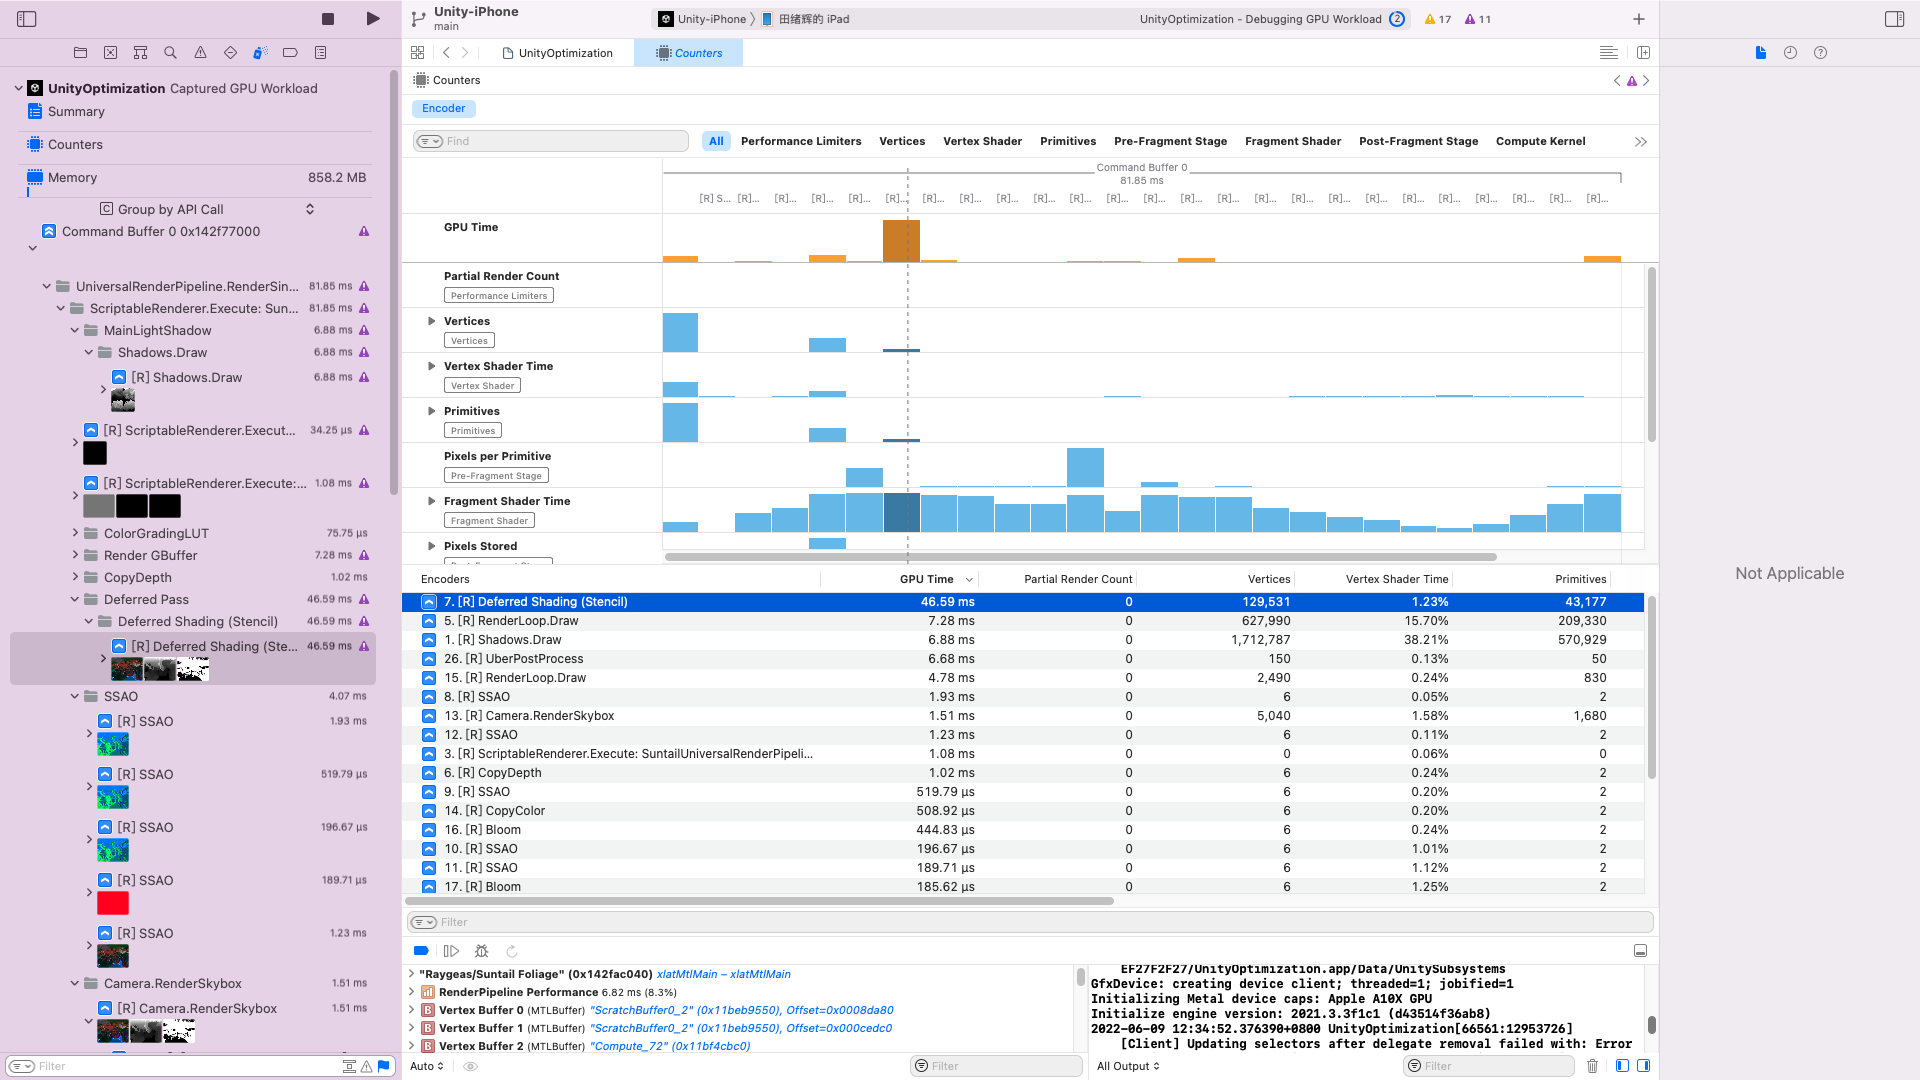 Unity-iPhone
main
Unity-iPhone 〉 田绪辉的 iPad
UnityOptimization - Debugging GPU Workload 2
17 11
UnityOptimization
Counters
UnityOptimization Captured GPU Workload
Summary
Counters
Memory 858.2 MB
Group by API Call
Command Buffer 0 0x142f77000
UniversalRenderPipeline.RenderSin... 81.85 ms
ScriptableRenderer.Execute: Sun... 81.85 ms
MainLightShadow 6.88 ms
Shadows.Draw 6.88 ms
[R] Shadows.Draw 6.88 ms
[R] ScriptableRenderer.Execut... 34.25 µs
[R] ScriptableRenderer.Execute:... 1.08 ms
ColorGradingLUT 75.75 µs
Render GBuffer 7.28 ms
CopyDepth 1.02 ms
Deferred Pass 46.59 ms
Deferred Shading (Stencil) 46.59 ms
[R] Deferred Shading (Ste... 46.59 ms
SSAO 4.07 ms
[R] SSAO 1.93 ms
[R] SSAO 519.79 µs
[R] SSAO 196.67 µs
[R] SSAO 189.71 µs
[R] SSAO 1.23 ms
Camera.RenderSkybox 1.51 ms
[R] Camera.RenderSkybox 1.51 ms
Filter
Counters
Encoder
Find
All Performance Limiters Vertices Vertex Shader Primitives Pre-Fragment Stage Fragment Shader Post-Fragment Stage Compute Kernel
Command Buffer 0
81.85 ms
[R] S... [R]... [R]... [R]... [R]... [R]... [R]... [R]... [R]... [R]... [R]... [R]... [R]... [R]... [R]... [R]... [R]... [R]... [R]... [R]... [R]... [R]... [R]... [R]... [R]...
GPU Time
Partial Render Count
Performance Limiters
Vertices
Vertices
Vertex Shader Time
Vertex Shader
Primitives
Primitives
Pixels per Primitive
Pre-Fragment Stage
Fragment Shader Time
Fragment Shader
Pixels Stored
Encoders GPU Time Partial Render Count Vertices Vertex Shader Time Primitives
7. [R] Deferred Shading (Stencil) 46.59 ms 0 129,531 1.23% 43,177
5. [R] RenderLoop.Draw 7.28 ms 0 627,990 15.70% 209,330
1. [R] Shadows.Draw 6.88 ms 0 1,712,787 38.21% 570,929
26. [R] UberPostProcess 6.68 ms 0 150 0.13% 50
15. [R] RenderLoop.Draw 4.78 ms 0 2,490 0.24% 830
8. [R] SSAO 1.93 ms 0 6 0.05% 2
13. [R] Camera.RenderSkybox 1.51 ms 0 5,040 1.58% 1,680
12. [R] SSAO 1.23 ms 0 6 0.11% 2
3. [R] ScriptableRenderer.Execute: SuntailUniversalRenderPipeli... 1.08 ms 0 0 0.06% 0
6. [R] CopyDepth 1.02 ms 0 6 0.24% 2
9. [R] SSAO 519.79 µs 0 6 0.20% 2
14. [R] CopyColor 508.92 µs 0 6 0.20% 2
16. [R] Bloom 444.83 µs 0 6 0.24% 2
10. [R] SSAO 196.67 µs 0 6 1.01% 2
11. [R] SSAO 189.71 µs 0 6 1.12% 2
17. [R] Bloom 185.62 µs 0 6 1.25% 2
Filter
"Raygeas/Suntail Foliage" (0x142fac040) xlatMtlMain – xlatMtlMain
RenderPipeline Performance 6.82 ms (8.3%)
B Vertex Buffer 0 (MTLBuffer) "ScratchBuffer0_2" (0x11beb9550), Offset=0x0008da80
B Vertex Buffer 1 (MTLBuffer) "ScratchBuffer0_2" (0x11beb9550), Offset=0x000cedc0
B Vertex Buffer 2 (MTLBuffer) "Compute_72" (0x11bf4cbc0)
Auto
Filter
EF27F2F27/UnityOptimization.app/Data/UnitySubsystems
GfxDevice: creating device client; threaded=1; jobified=1
Initializing Metal device caps: Apple A10X GPU
Initialize engine version: 2021.3.3f1c1 (d43514f36ab8)
2022-06-09 12:34:52.376390+0800 UnityOptimization[66561:12953726]
[Client] Updating selectors after delegate removal failed with: Error
All Output
Filter
Not Applicable